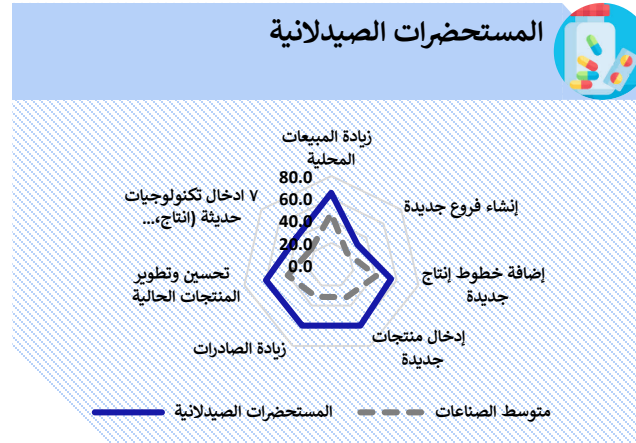 المستحضرات الصيدلانية
زيادة المبيعات
المحلية
80.0
60.0
40.0
20.0
0.0
إنشاء فروع جديدة
إضافة خطوط إنتاج
جديدة
إدخال منتجات
جديدة
زيادة الصادرات
تحسين وتطوير
المنتجات الحالية
٧ ادخال تكنولوجيات
حديثة (انتاج،...
متوسط الصناعات
المستحضرات الصيدلانية